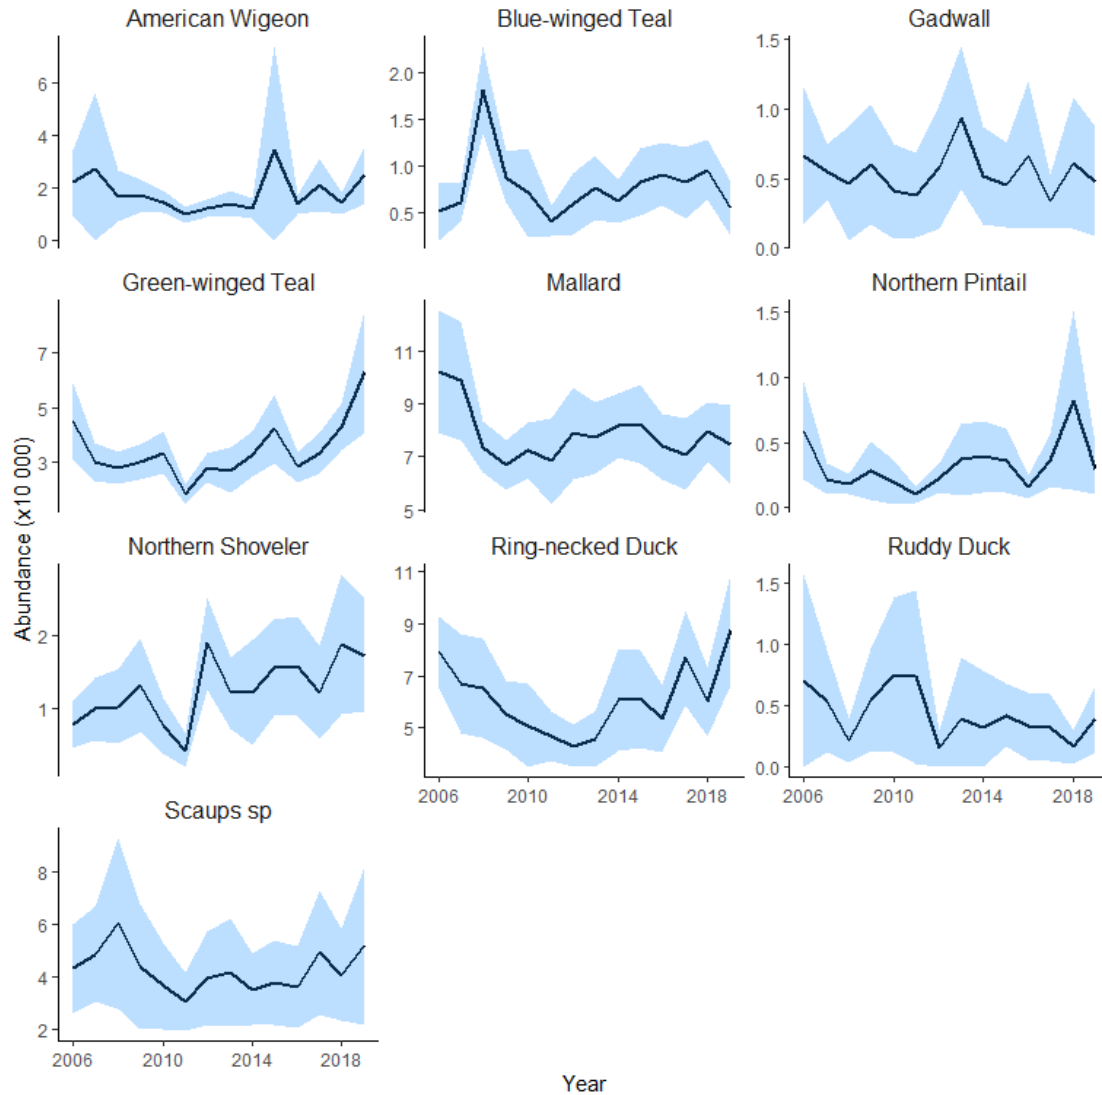 American Wigeon
Blue-winged Teal
Gadwall
6
4
2
0
2.0
1.5
1.0
0.5
1.5
1.0
0.5
0.0
Green-winged Teal
Mallard
Northern Pintail
7
5
3
11
9
7
5
1.5
1.0
0.5
0.0
Abundance (x10 000)
Northern Shoveler
Ring-necked Duck
Ruddy Duck
2
1
11
9
7
5
1.5
1.0
0.5
0.0
2006 2010 2014 2018
2006 2010 2014 2018
Scaups sp
8
6
4
2
2006 2010 2014 2018
Year